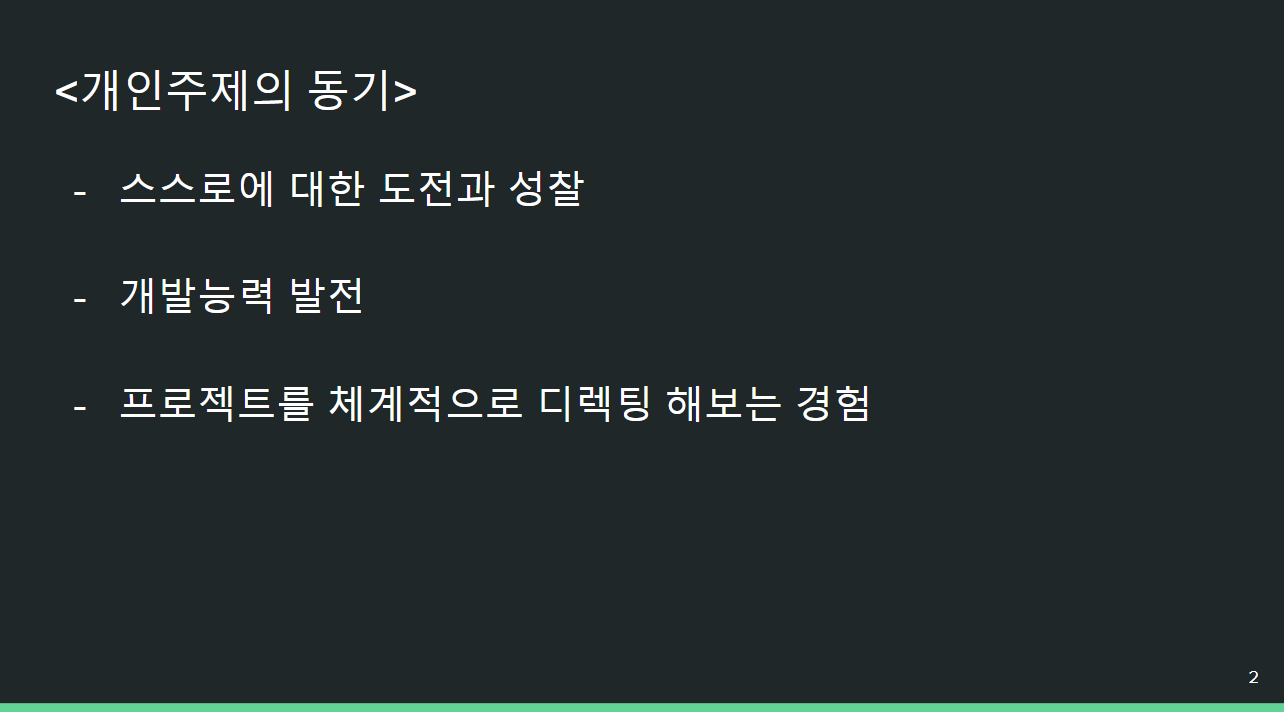 <개인주제의 동기>
- 스스로에 대한 도전과 성찰
- 개발능력 발전
- 프로젝트를 체계적으로 디렉팅 해보는 경험
2